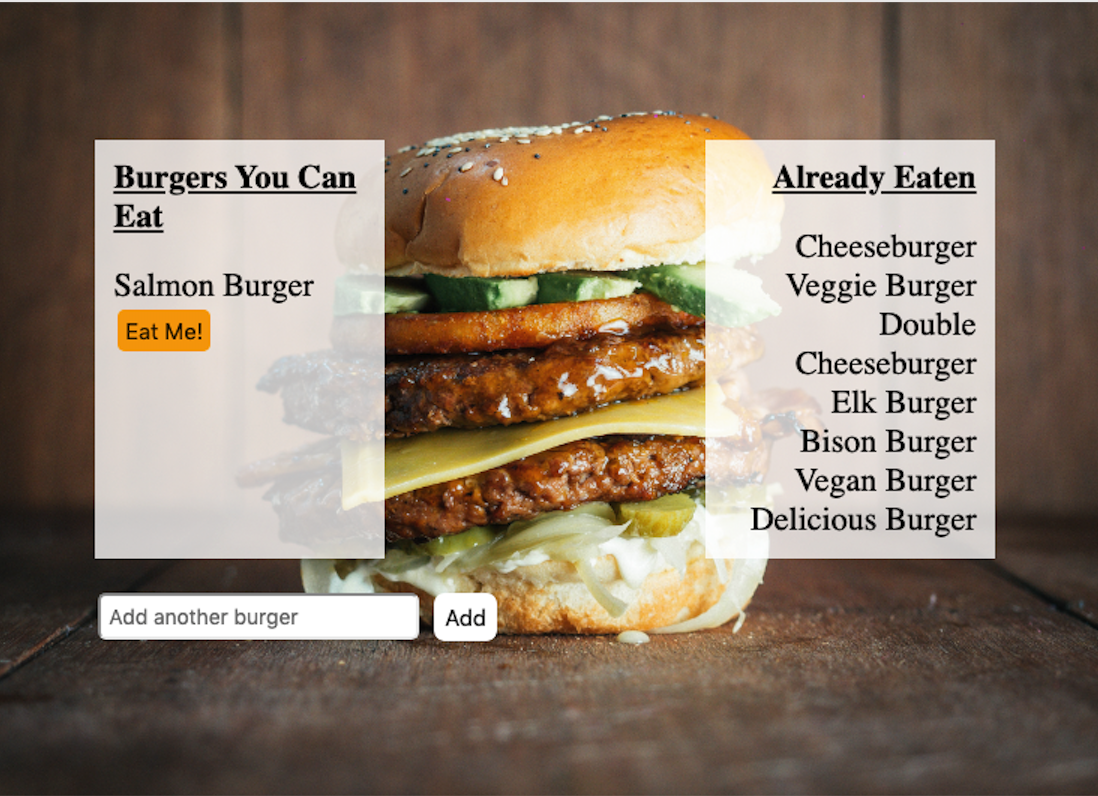 Burgers You Can
Eat
Salmon Burger
Eat Me!
Already Eaten
Cheeseburger
Veggie Burger
Double
Cheeseburger
Elk Burger
Bison Burger
Vegan Burger
Delicious Burger
Add another burger
Add